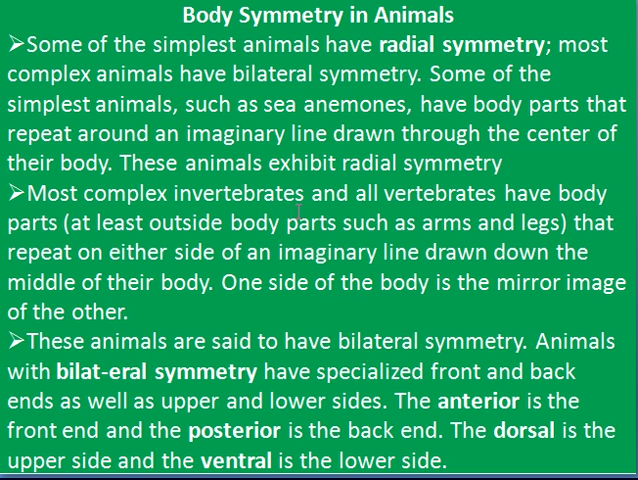 Body Symmetry in Animals
➢Some of the simplest animals have radial symmetry; most
complex animals have bilateral symmetry. Some of the
simplest animals, such as sea anemones, have body parts that
repeat around an imaginary line drawn through the center of
their body. These animals exhibit radial symmetry
➢Most complex invertebrates and all vertebrates have body
parts (at least outside body parts such as arms and legs) that
repeat on either side of an imaginary line drawn down the
middle of their body. One side of the body is the mirror image
of the other.
➢These animals are said to have bilateral symmetry. Animals
with bilat-eral symmetry have specialized front and back
ends as well as upper and lower sides. The anterior is the
front end and the posterior is the back end. The dorsal is the
upper side and the ventral is the lower side.